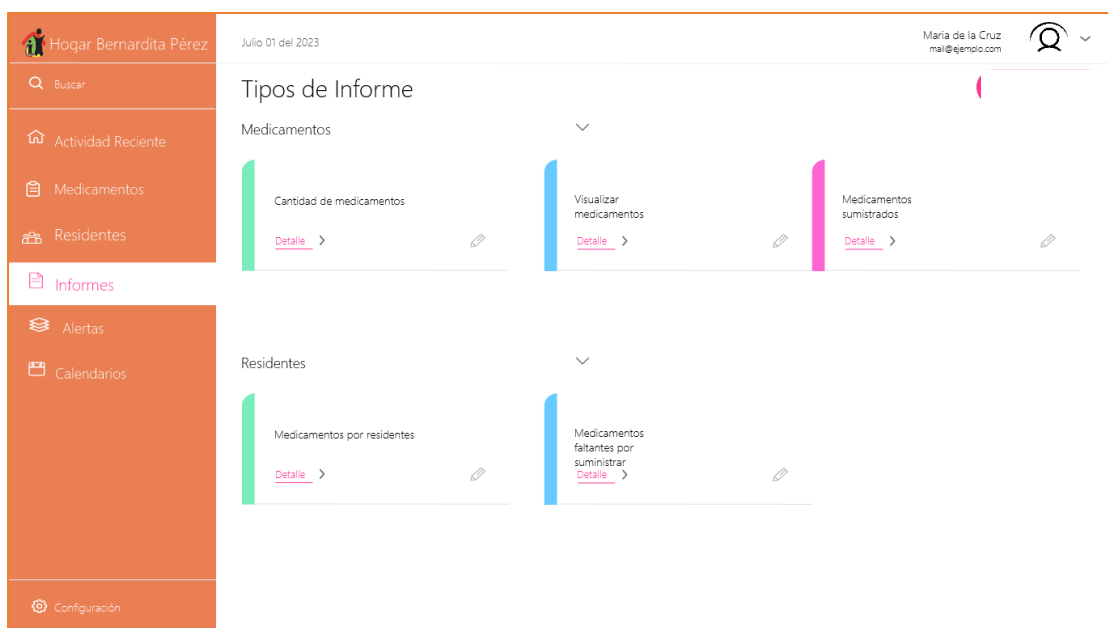 Hogar Bernardita Pérez
Julio 01 del 2023
Maria de la Cruz
mal@ejemplo.com
Buscar
Tipos de Informe
Actividad Reciente
Medicamentos
Residentes
Informes
Alertas
Calendarios
Configuración
Medicamentos
Cantidad de medicamentos
Detalle
Visualizar
medicamentos
Detalle
Medicamentos
sumistrados
Detalle
Residentes
Medicamentos por residentes
Detalle
Medicamentos
faltantes por
suministrar
Detalle